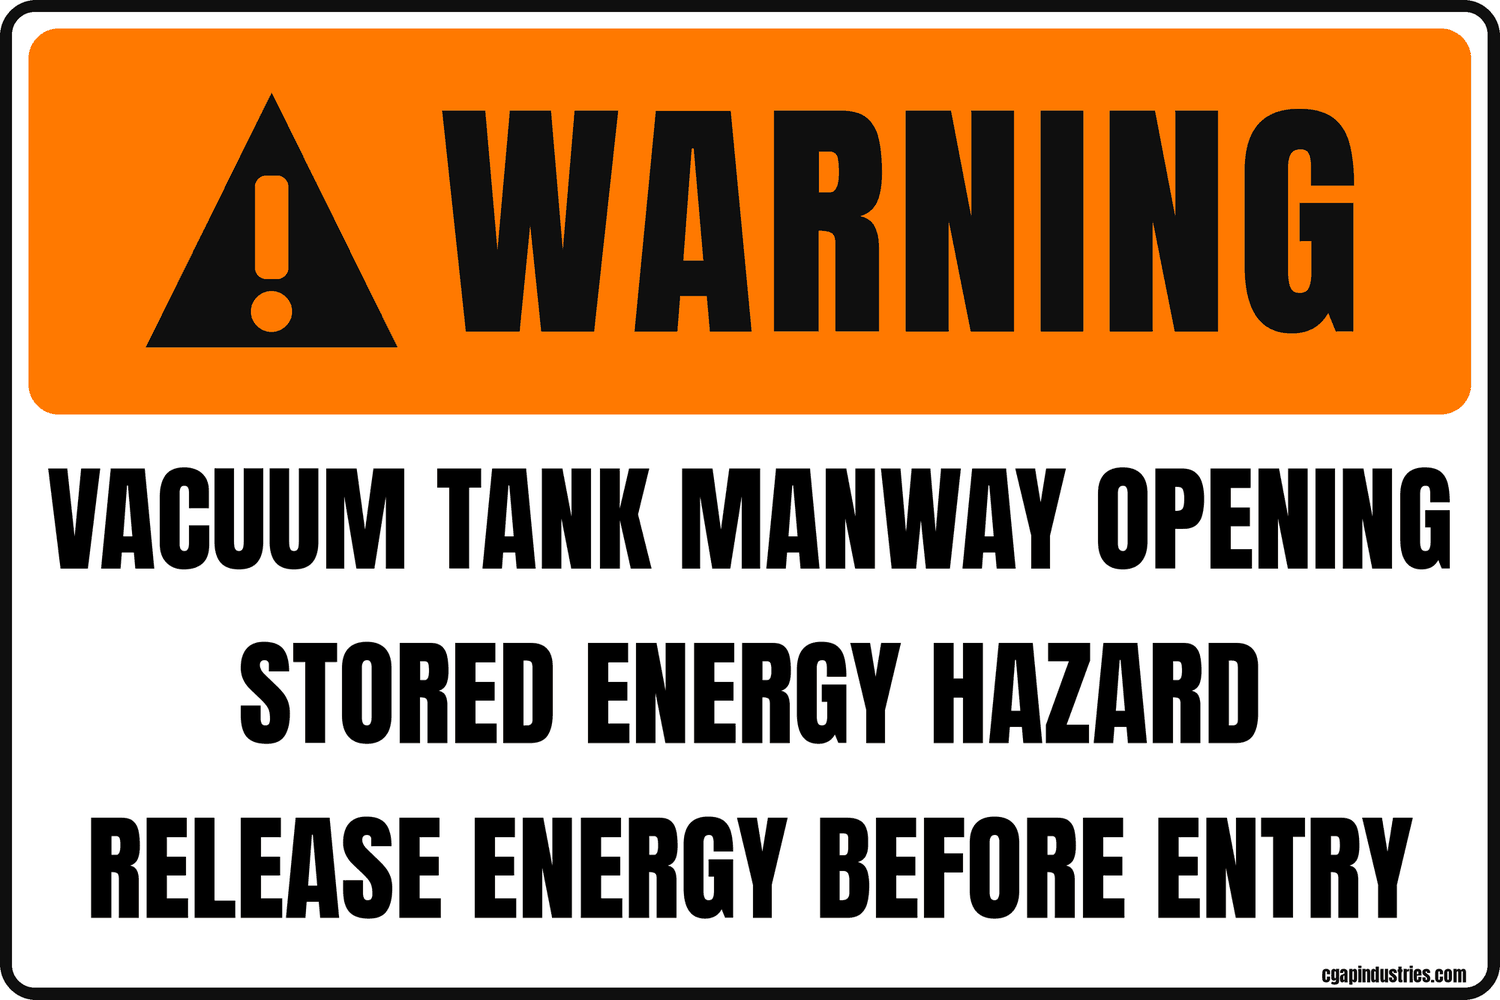 WARNING
VACUUM TANK MANWAY OPENING
STORED ENERGY HAZARD
RELEASE ENERGY BEFORE ENTRY
cgapindustries.com